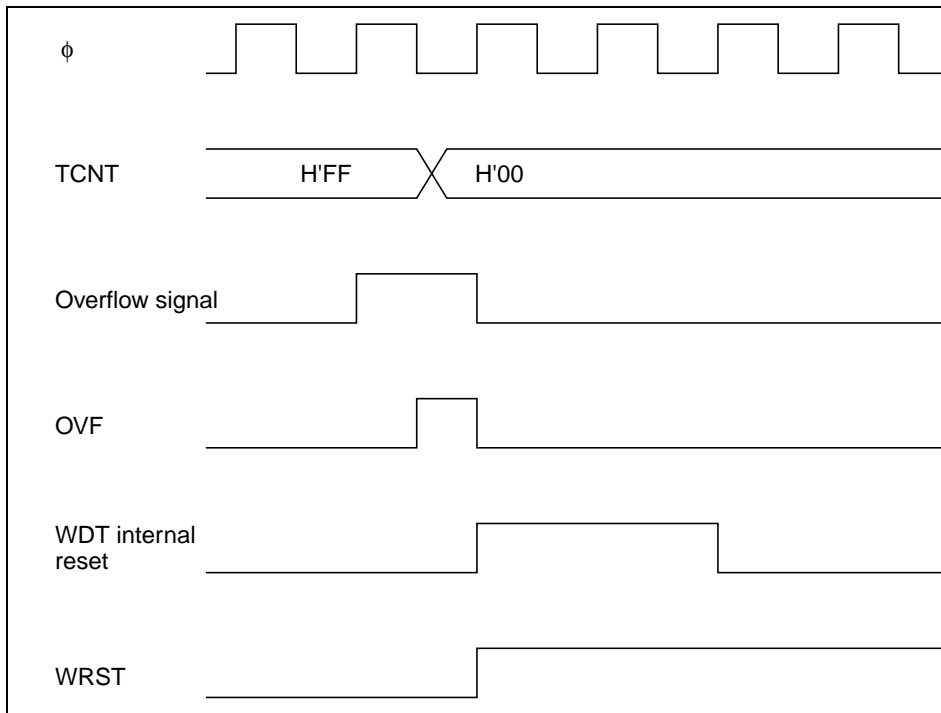 ϕ
TCNT
H'FF
H'00
Overflow signal
OVF
WDT internal
reset
WRST